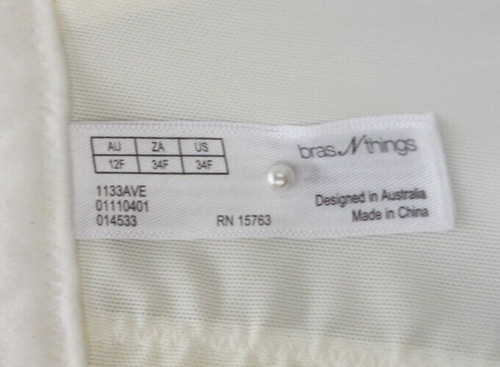 AU ZA US
12F 34F 34F
bras N things
1133AVE
01110401
014533
RN 15763
Designed in Australia
Made in China